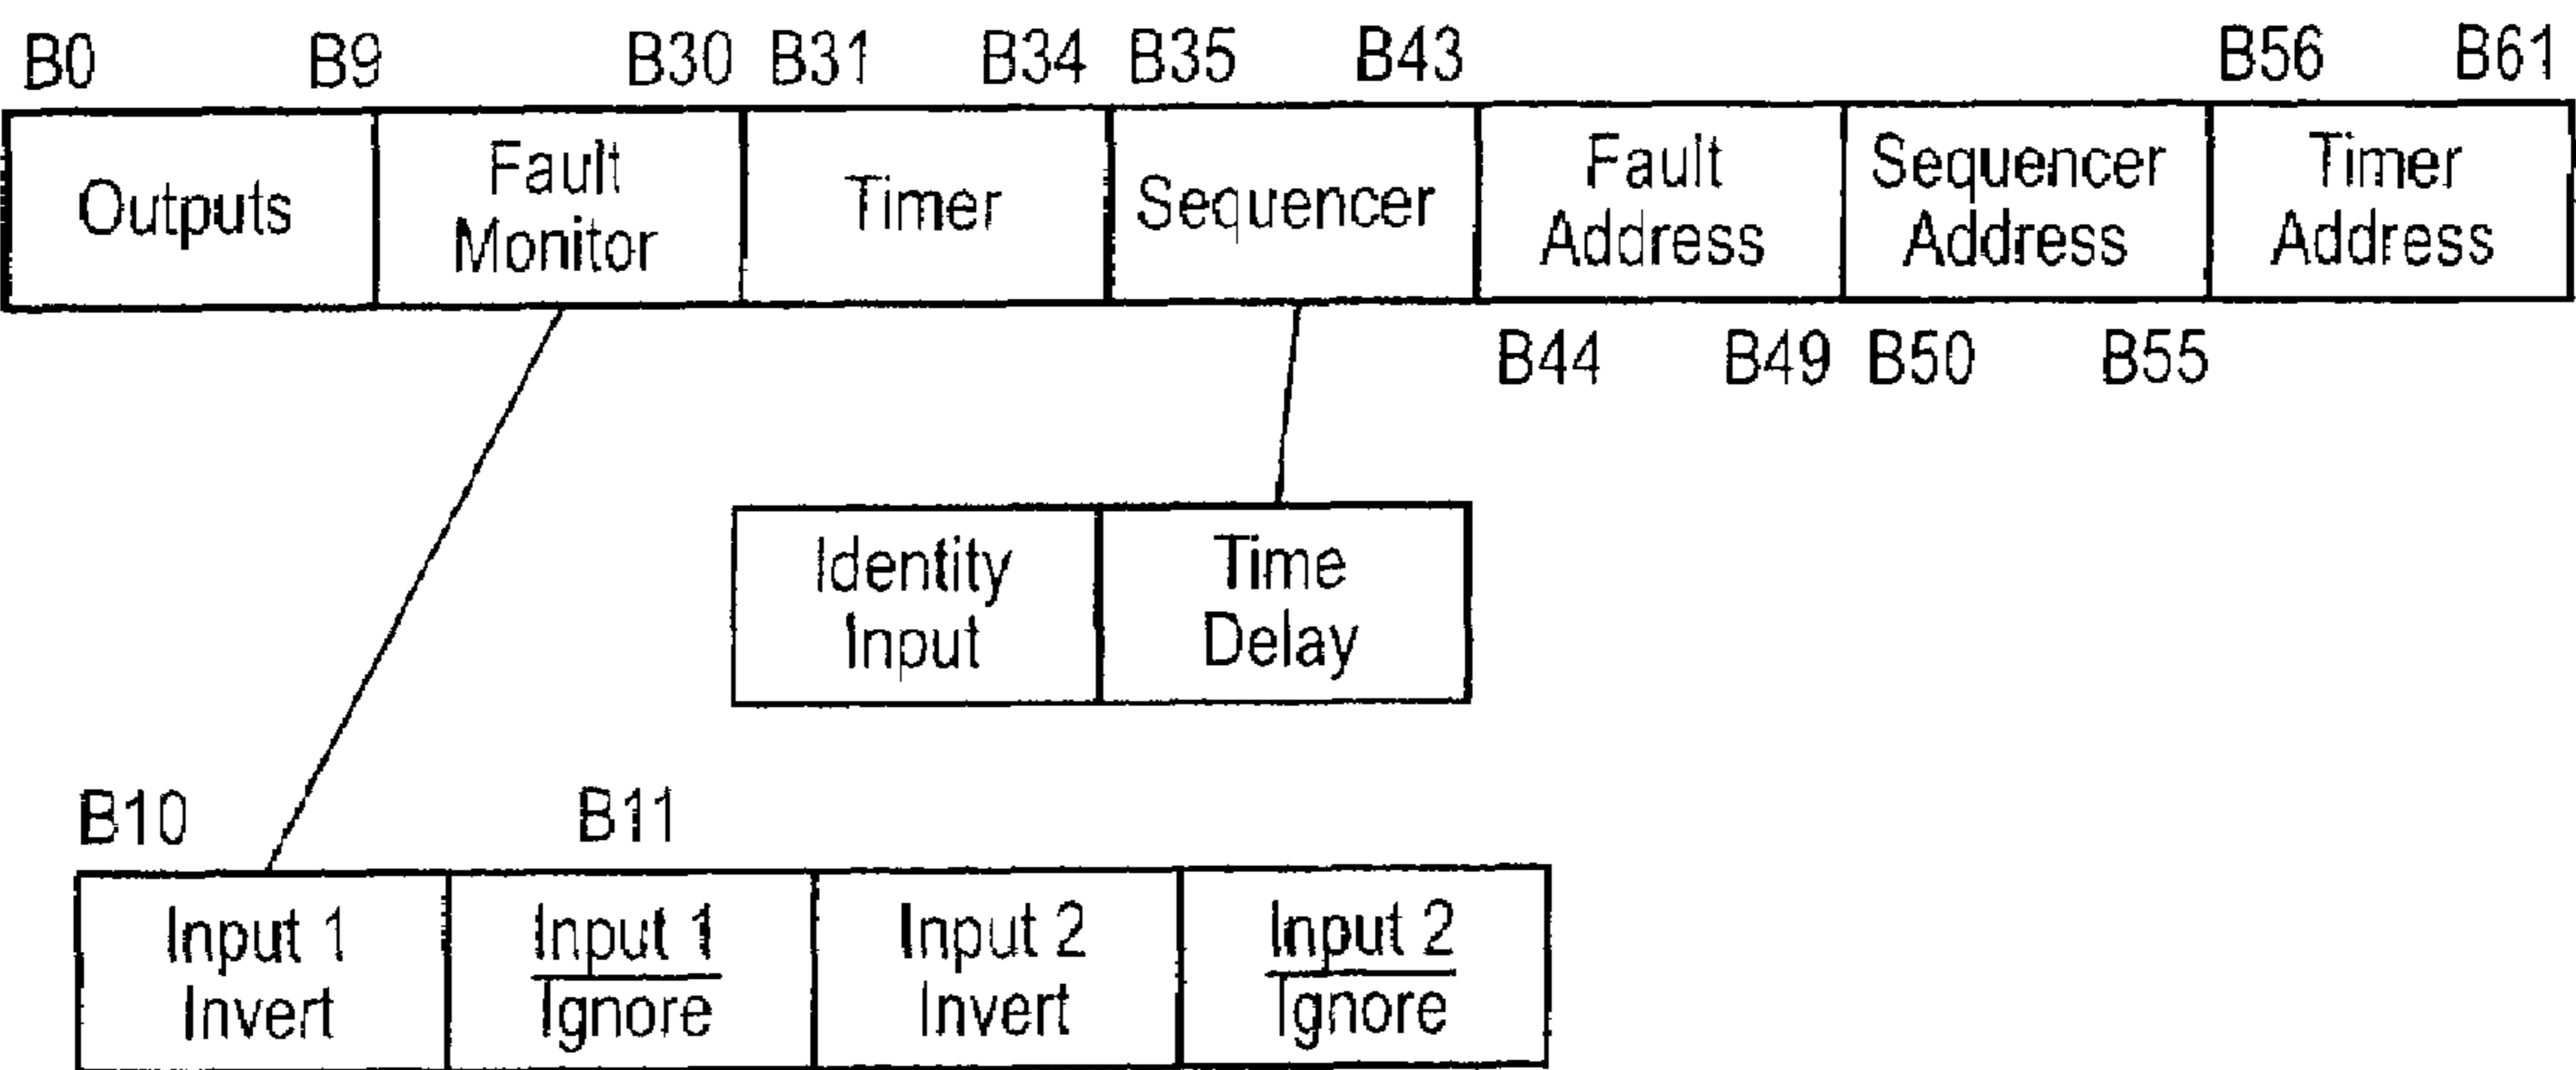 B0 B9 B30 B31 B34 B35 B43 B56 B61
Outputs
Fault
Monitor
Timer
Sequencer
Fault
Address
Sequencer
Address
Timer
Address
B44 B49 B50 B55
Identity
Input
Time
Delay
B10 B11
Input 1
Invert
Input 1
Ignore
Input 2
Invert
Input 2
Ignore